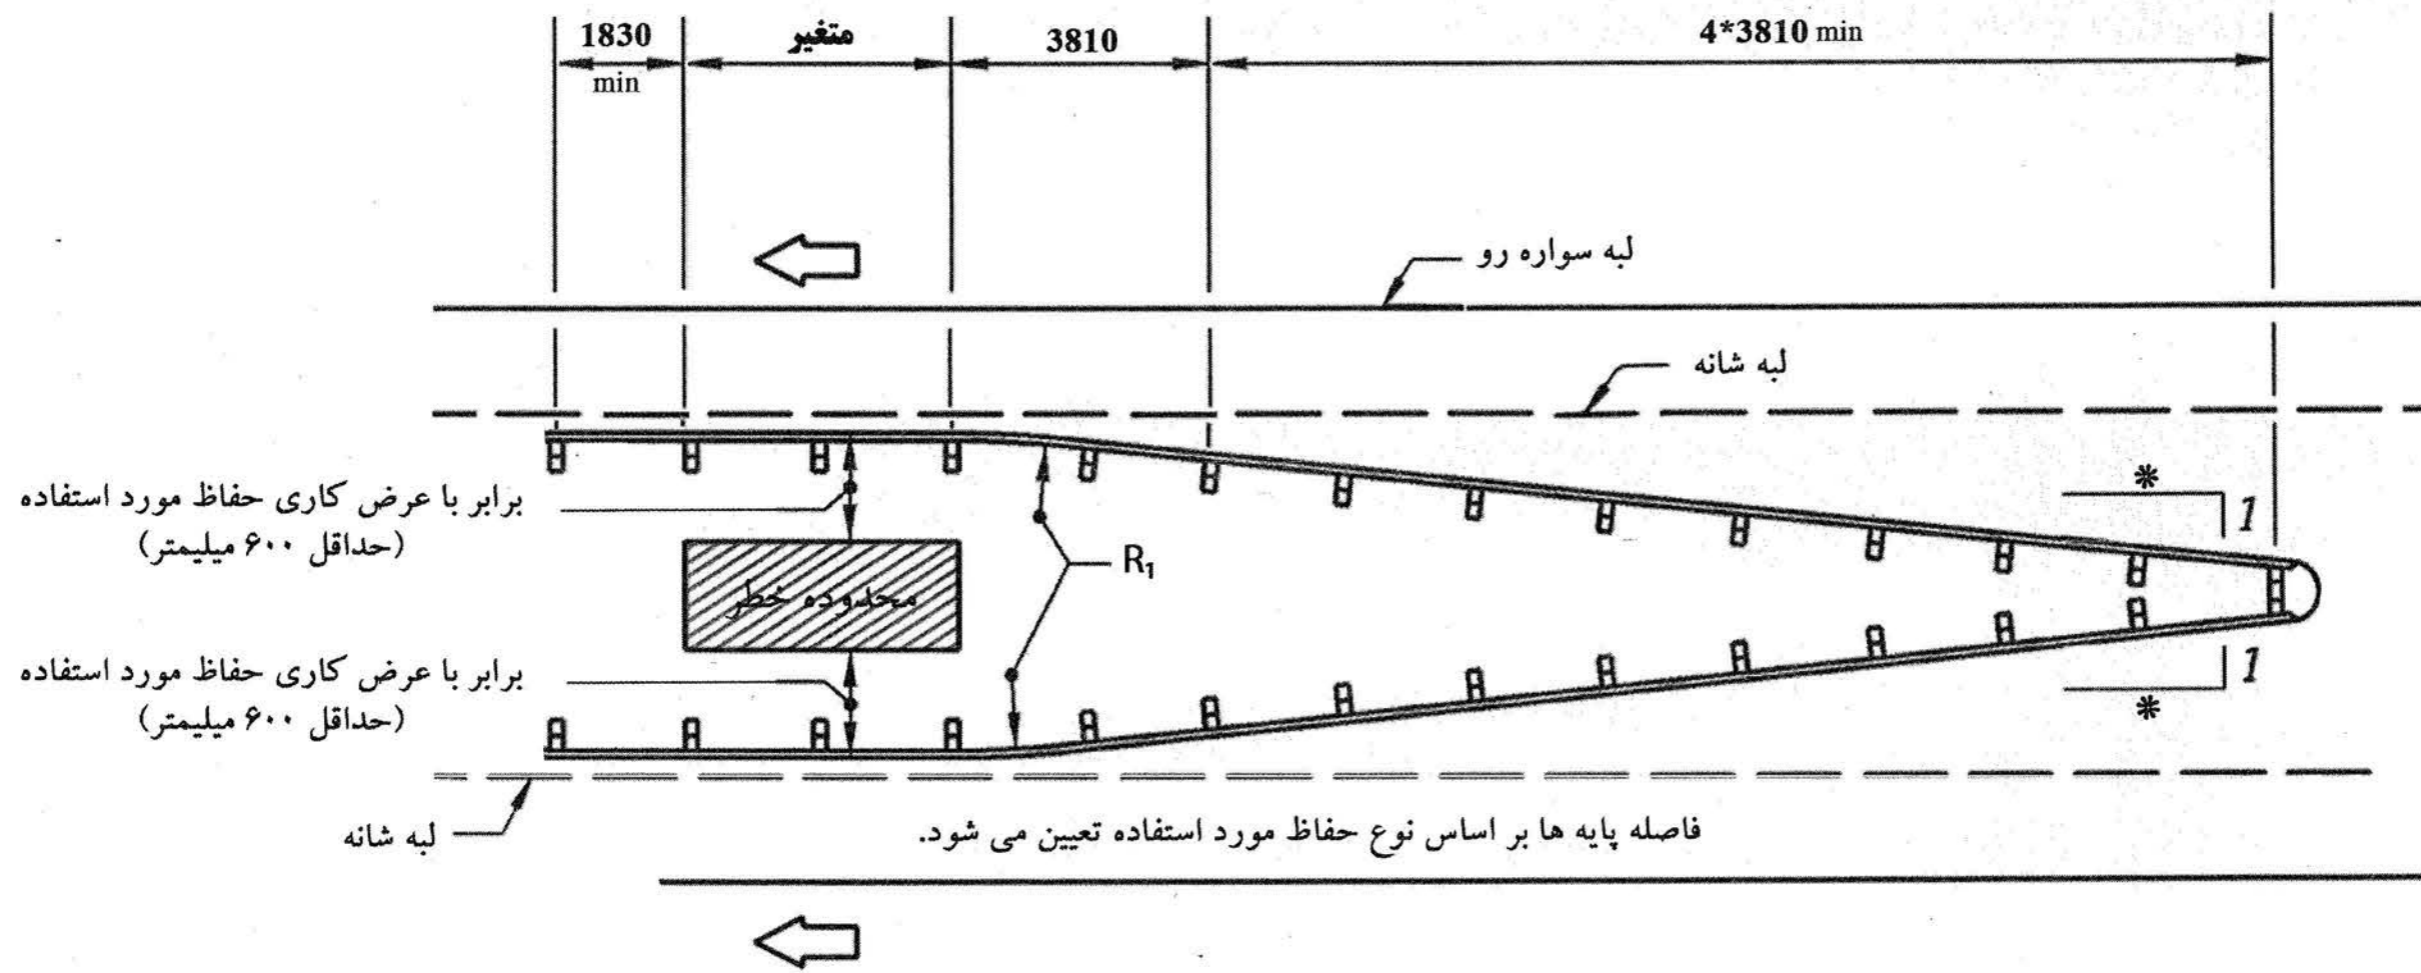 1830
min
متغیر
3810
4*3810 min
لبه سواره رو
لبه شانه
برابر با عرض کاری حفاظ مورد استفاده
(حداقل ۶۰۰ میلیمتر)
*
1
R₁
محدوده خطر
برابر با عرض کاری حفاظ مورد استفاده
(حداقل ۶۰۰ میلیمتر)
1
*
لبه شانه
فاصله پایه ها بر اساس نوع حفاظ مورد استفاده تعیین می شود.